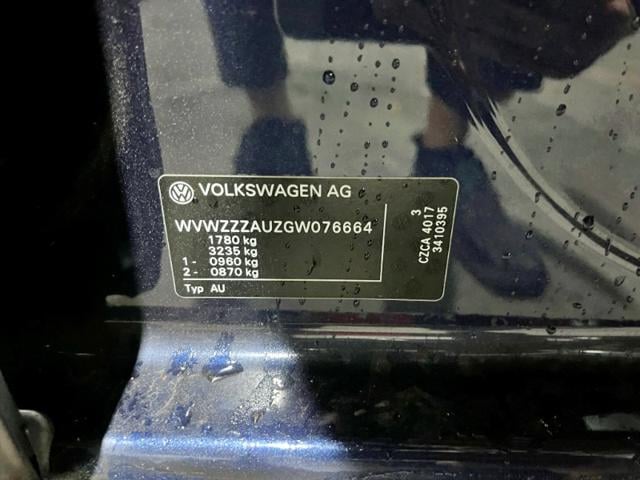 VOLKSWAGEN AG
WVWZZZAUZGW076664
1780 kg
3235 kg
1 - 0960 kg
2 - 0870 kg
Typ AU
3
CZCA 4017
3410395